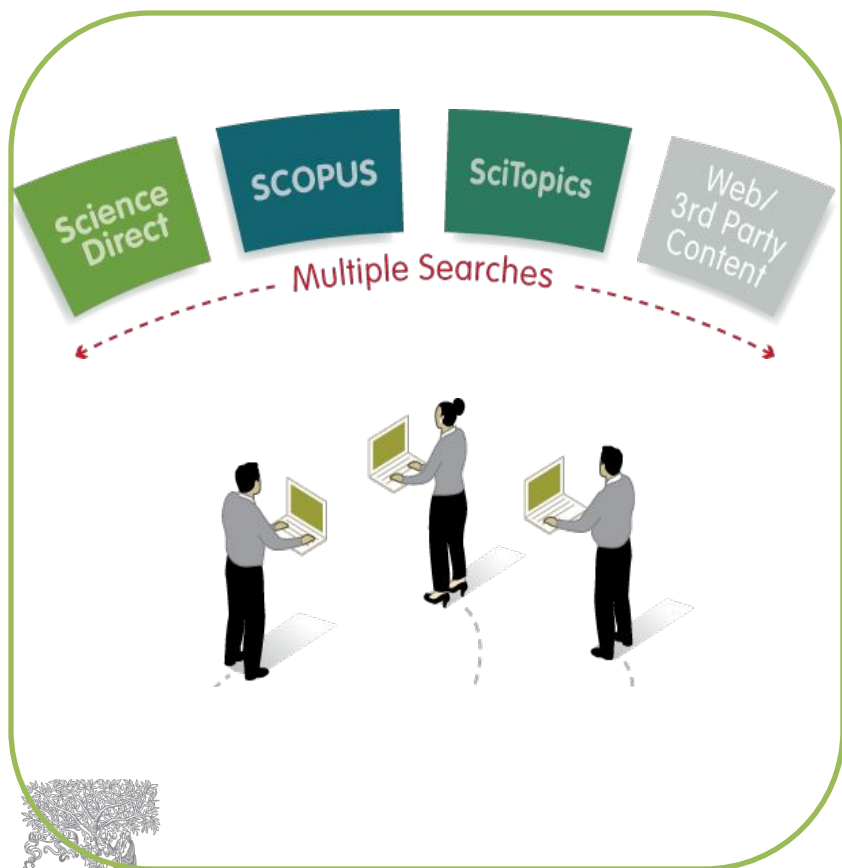 Science
Direct
SCOPUS
SciTopics
Web/
3rd Party
Content
Multiple Searches